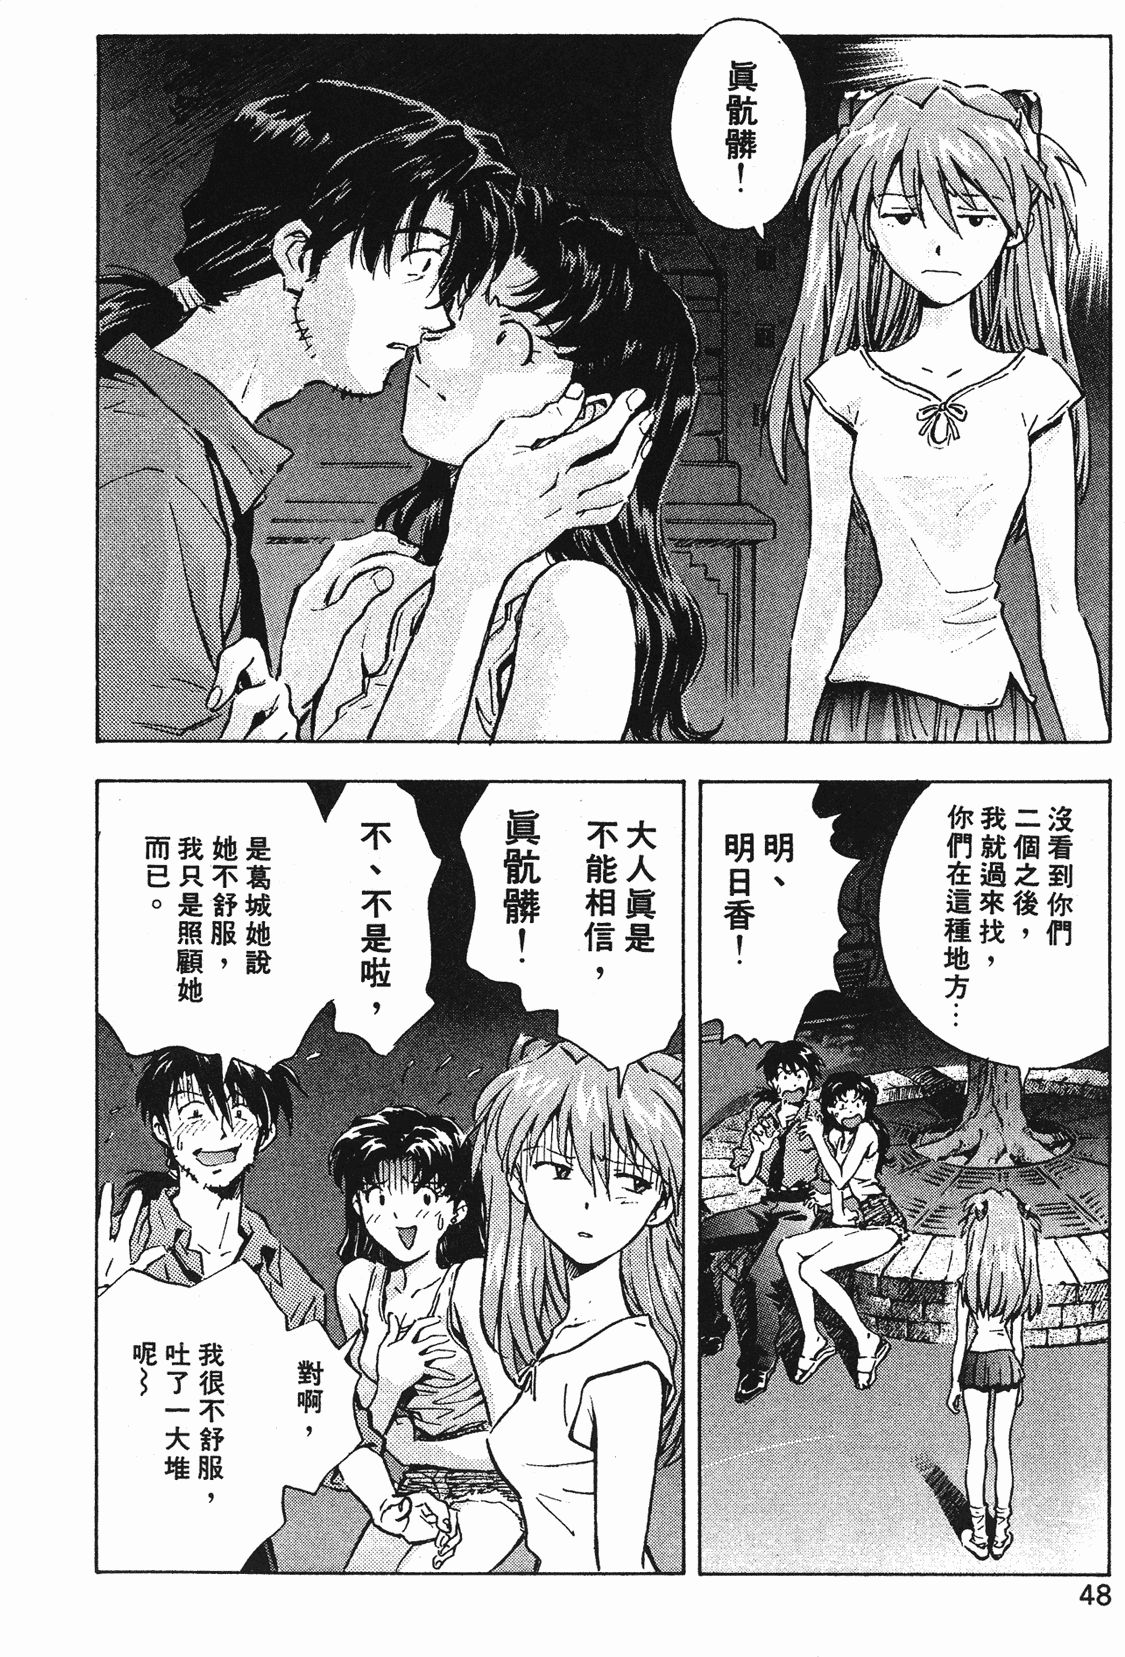 眞骯髒！
沒看到你們
二個之後，
我就過來找，
你們在這種地方…
明、
明日香！
大人眞是
不能相信，
眞骯髒！
不、不是啦，
是葛城她說
她不舒服，
我只是照顧她
而已。
對啊，
我很不舒服，
吐了一大堆
呢～
48